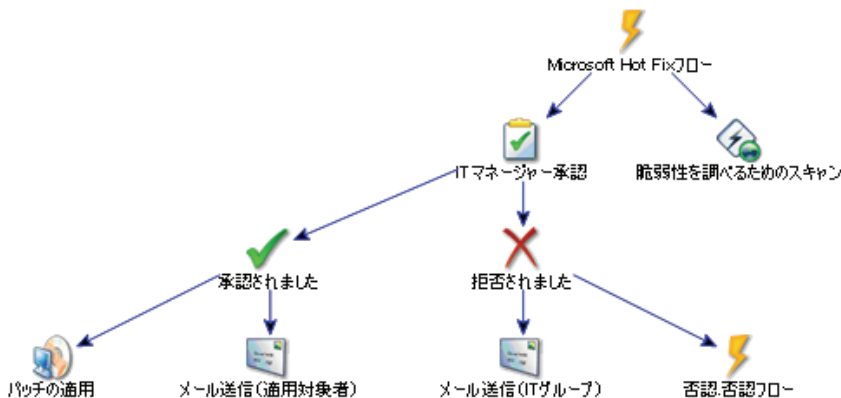 Microsoft Hot Fixフロー
ITマネージャー承認
脆弱性を調べるためのスキャン
承認されました
拒否されました
パッチの適用
メール送信(適用対象者)
メール送信(ITグループ)
否認.否認フロー